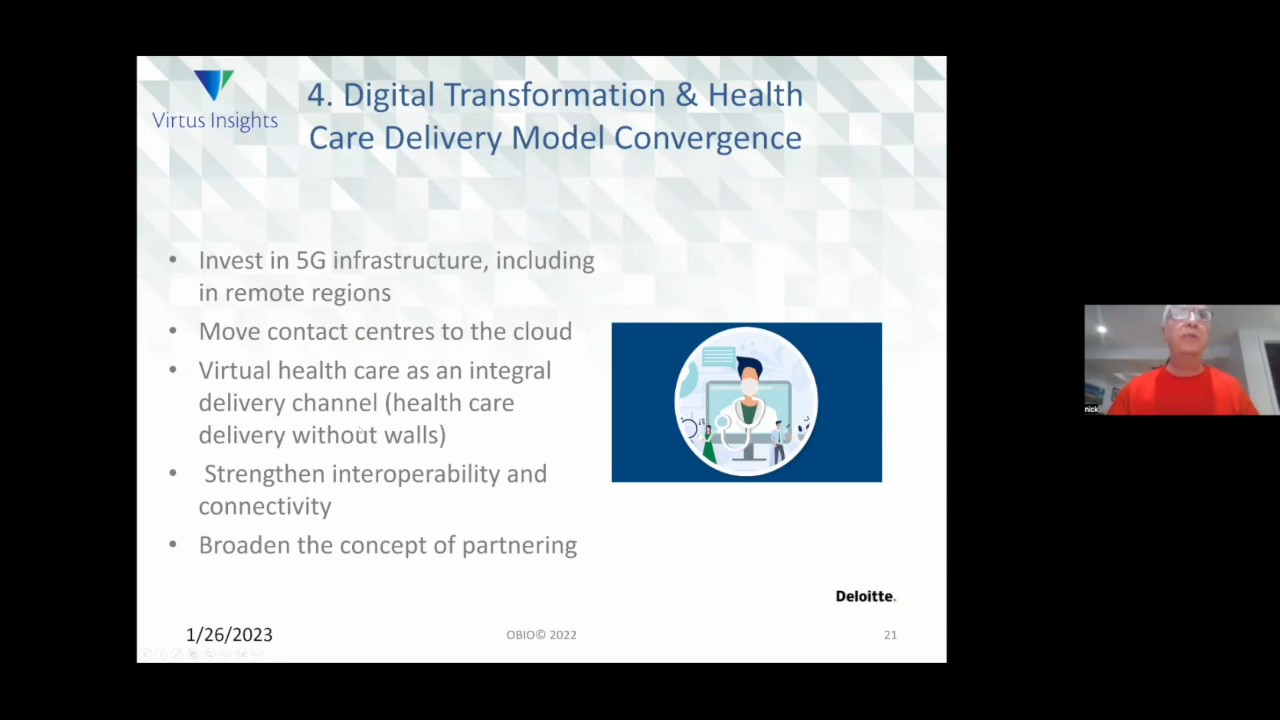 Virtus Insights
4. Digital Transformation & Health
Care Delivery Model Convergence
• Invest in 5G infrastructure, including
in remote regions
• Move contact centres to the cloud
• Virtual health care as an integral
delivery channel (health care
delivery without walls)
• Strengthen interoperability and
connectivity
• Broaden the concept of partnering
Deloitte.
1/26/2023
OBIO© 2022
21
nick